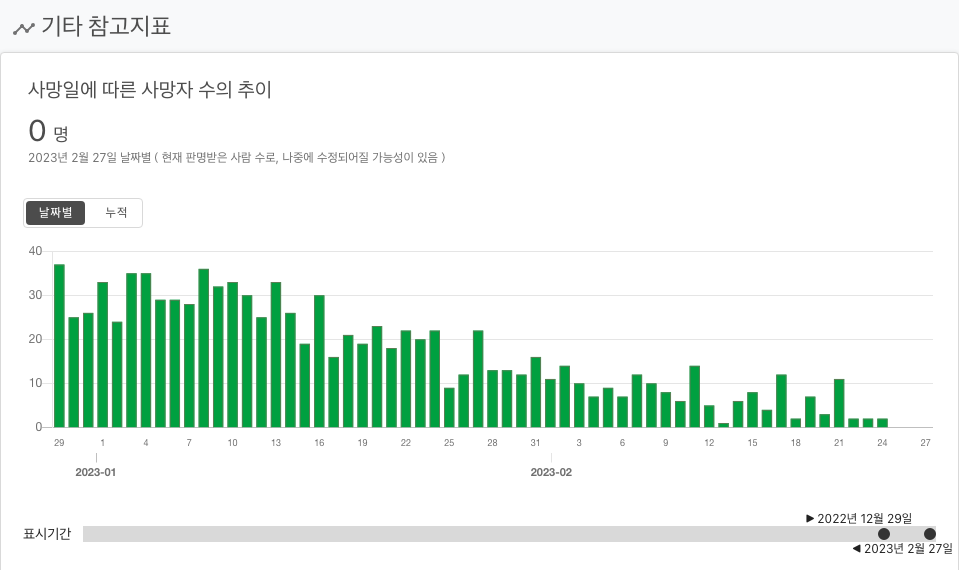 기타 참고지표
사망일에 따른 사망자 수의 추이
0 명
2023년 2월 27일 날짜별 ( 현재 판명받은 사람 수로, 나중에 수정되어질 가능성이 있음 )
날짜별 누적
40
30
20
10
0
29 1 4 7 10 13 16 19 22 25 28 31 3 6 9 12 15 18 21 24 27
2023-01 2023-02
▶ 2022년 12월 29일
표시기간
◀ 2023년 2월 27일